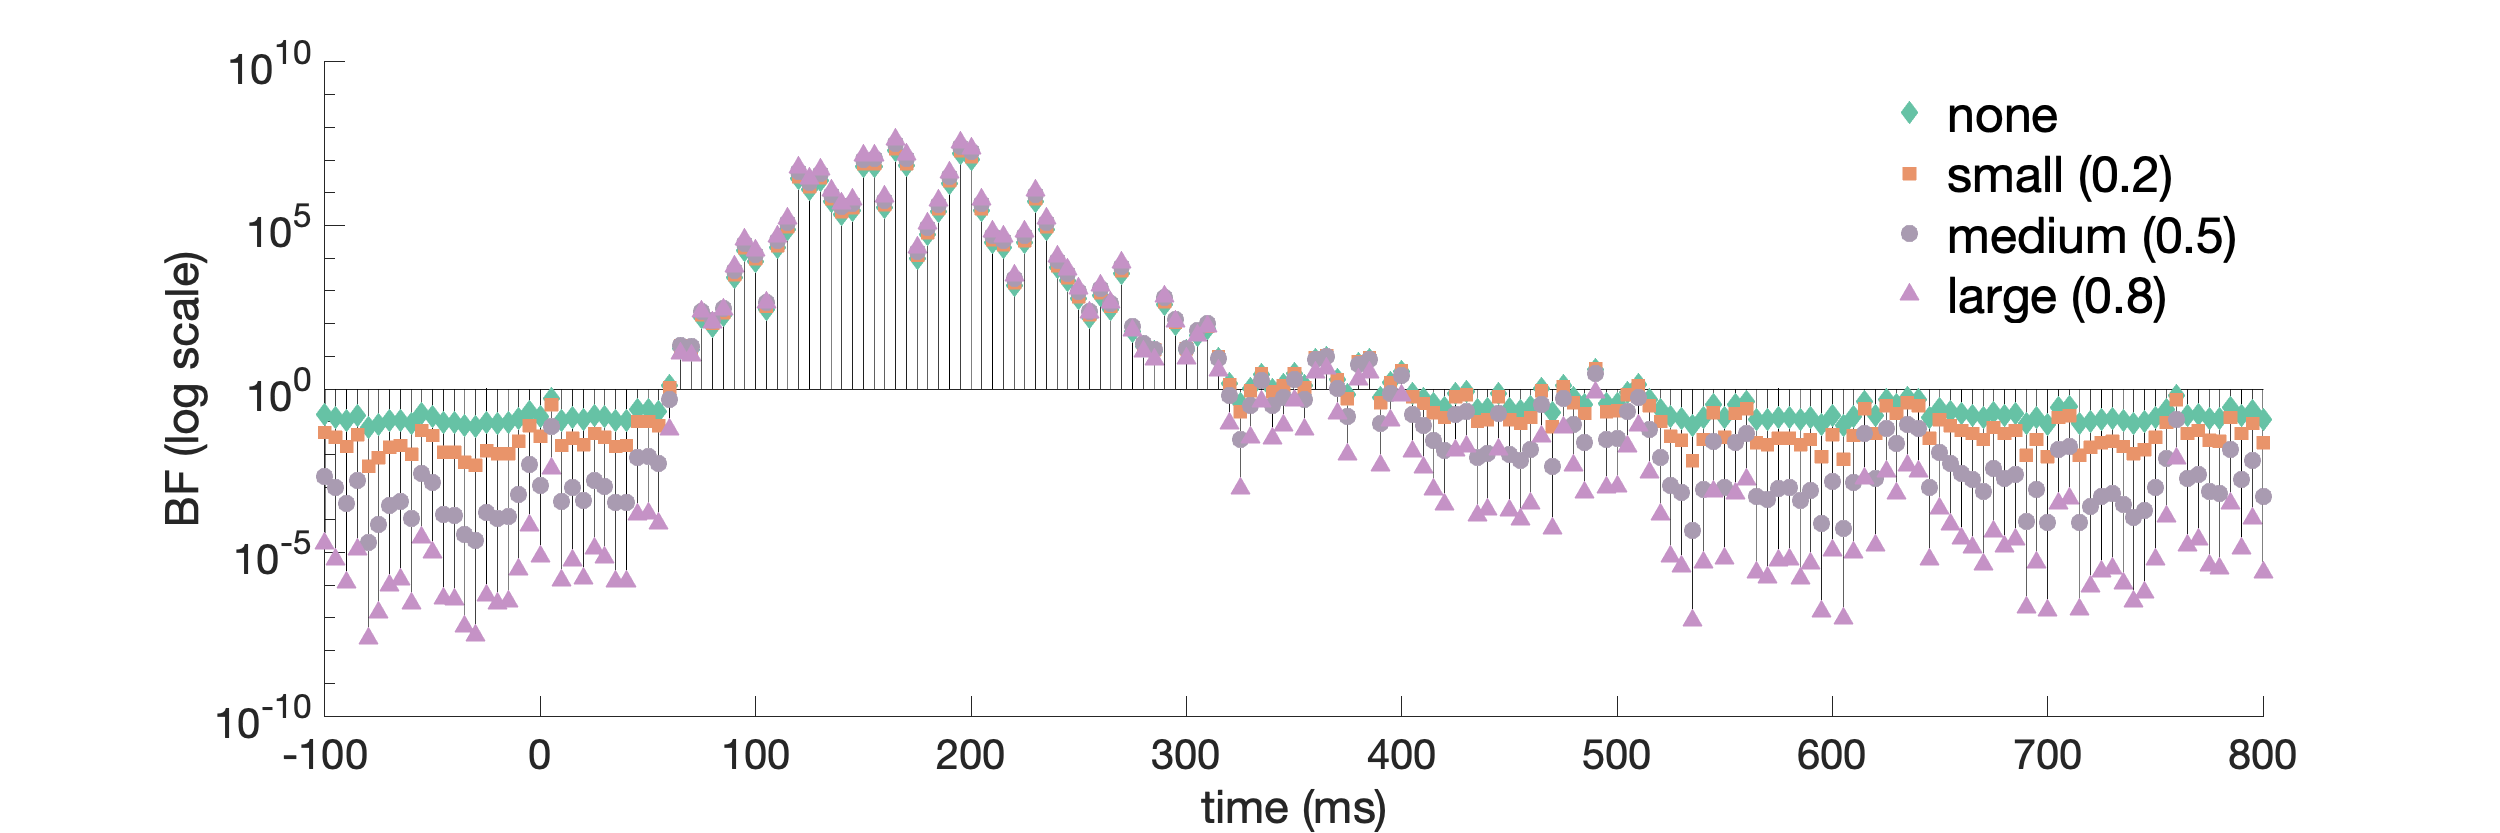 10^10
10^5
10^0
10^-5
10^-10
BF (log scale)
none
small (0.2)
medium (0.5)
large (0.8)
-100 0 100 200 300 400 500 600 700 800
time (ms)